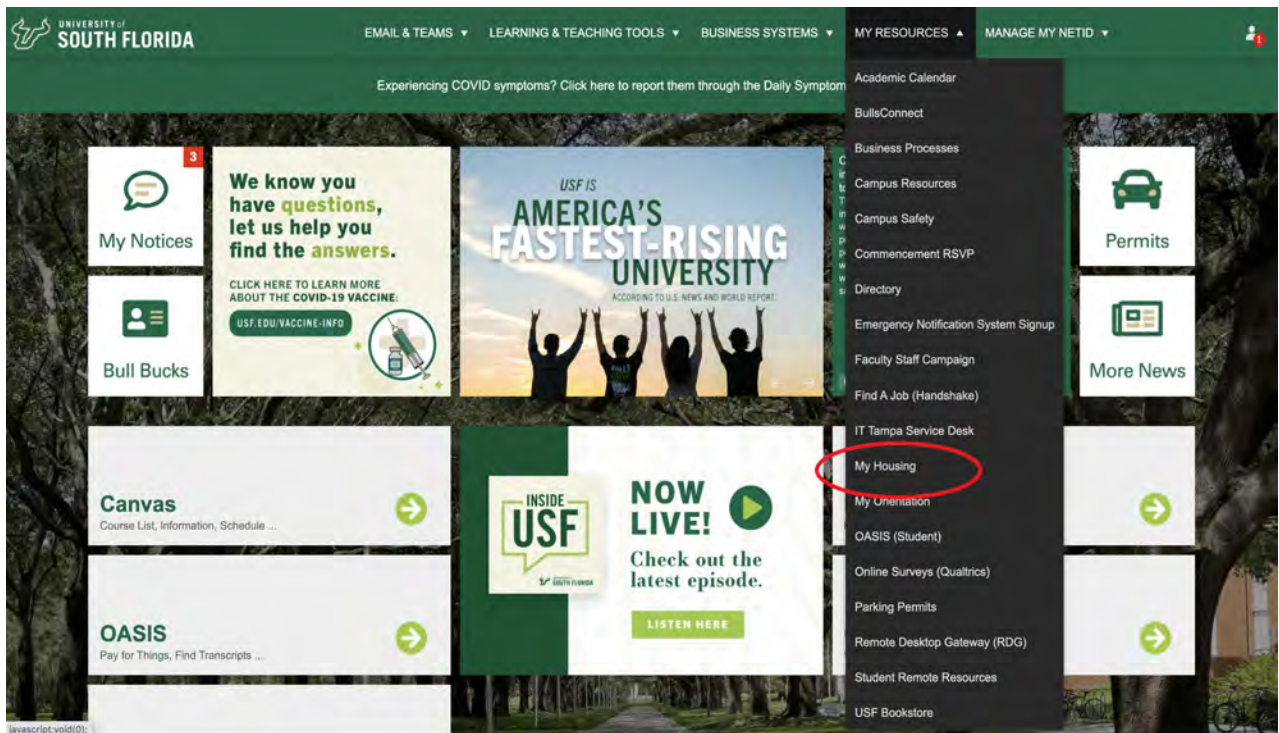 UNIVERSITY of
SOUTH FLORIDA
EMAIL & TEAMS ▼
LEARNING & TEACHING TOOLS ▼
BUSINESS SYSTEMS ▼
MY RESOURCES ▲
MANAGE MY NETID ▼
1
Experiencing COVID symptoms? Click here to report them through the Daily Symptom
3
My Notices
Bull Bucks
We know you
have questions,
let us help you
find the answers.
CLICK HERE TO LEARN MORE
ABOUT THE COVID-19 VACCINE:
USF.EDU/VACCINE-INFO
USF IS
AMERICA'S
FASTEST-RISING
UNIVERSITY
ACCORDING TO U.S. NEWS AND WORLD REPORT.
Academic Calendar
BullsConnect
Business Processes
Campus Resources
Campus Safety
Commencement RSVP
Directory
Emergency Notification System Signup
Faculty Staff Campaign
Find A Job (Handshake)
IT Tampa Service Desk
My Housing
My Orientation
OASIS (Student)
Online Surveys (Qualtrics)
Parking Permits
Remote Desktop Gateway (RDG)
Student Remote Resources
USF Bookstore
Permits
More News
Canvas
Course List, Information, Schedule ...
OASIS
Pay for Things, Find Transcripts ...
INSIDE
USF
SOUTH FLORIDA
NOW
LIVE!
Check out the
latest episode.
LISTEN HERE
javascript:void(0);